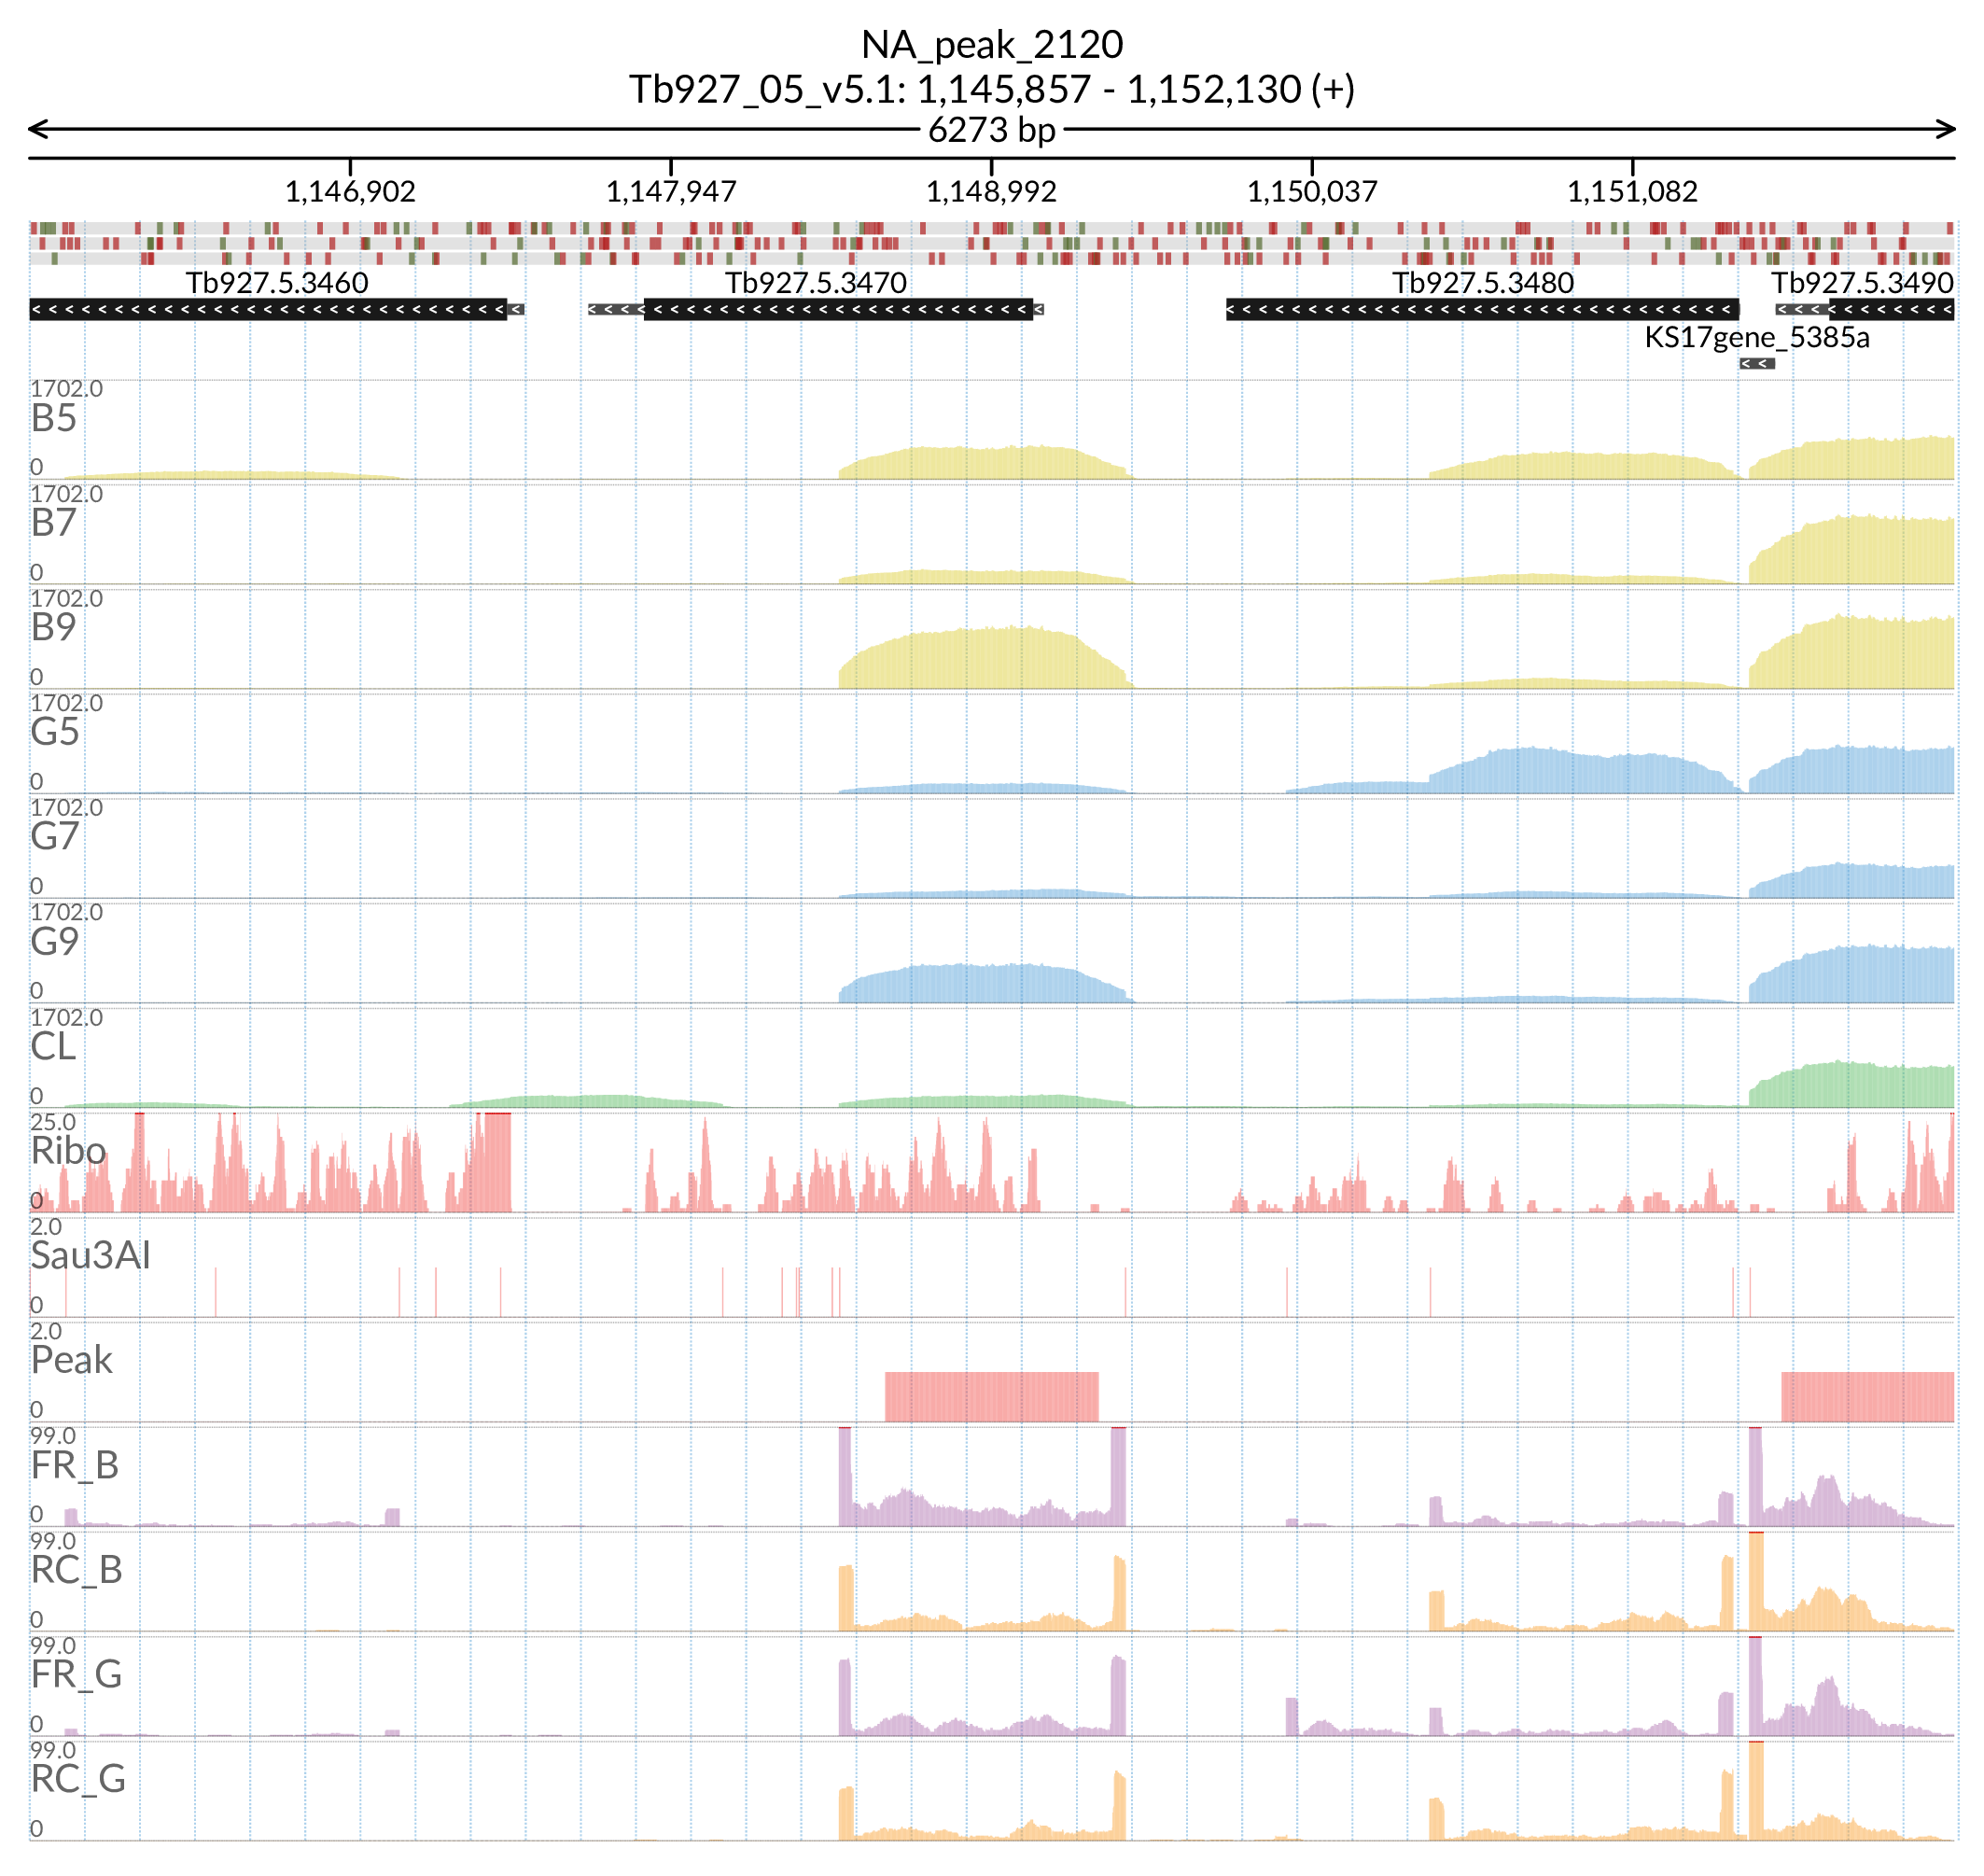 NA_peak_2120
Tb927_05_v5.1: 1,145,857 - 1,152,130 (+)
6273 bp
1,146,902 1,147,947 1,148,992 1,150,037 1,151,082
Tb927.5.3460 Tb927.5.3470 Tb927.5.3480 Tb927.5.3490
KS17gene_5385a
1702.0
B5
0
1702.0
B7
0
1702.0
B9
0
1702.0
G5
0
1702.0
G7
0
1702.0
G9
0
1702.0
CL
0
25.0
Ribo
0
2.0
Sau3AI
0
2.0
Peak
0
99.0
FR_B
0
99.0
RC_B
0
99.0
FR_G
0
99.0
RC_G
0